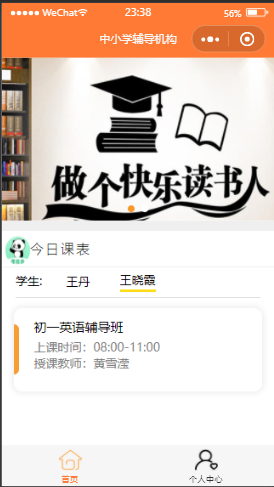 WeChat 23:38 56%
中小学辅导机构
做个快乐读书人
今日课表
学生: 王丹 王晓霞
初一英语辅导班
上课时间：08:00-11:00
授课教师：黄雪滢
首页 个人中心